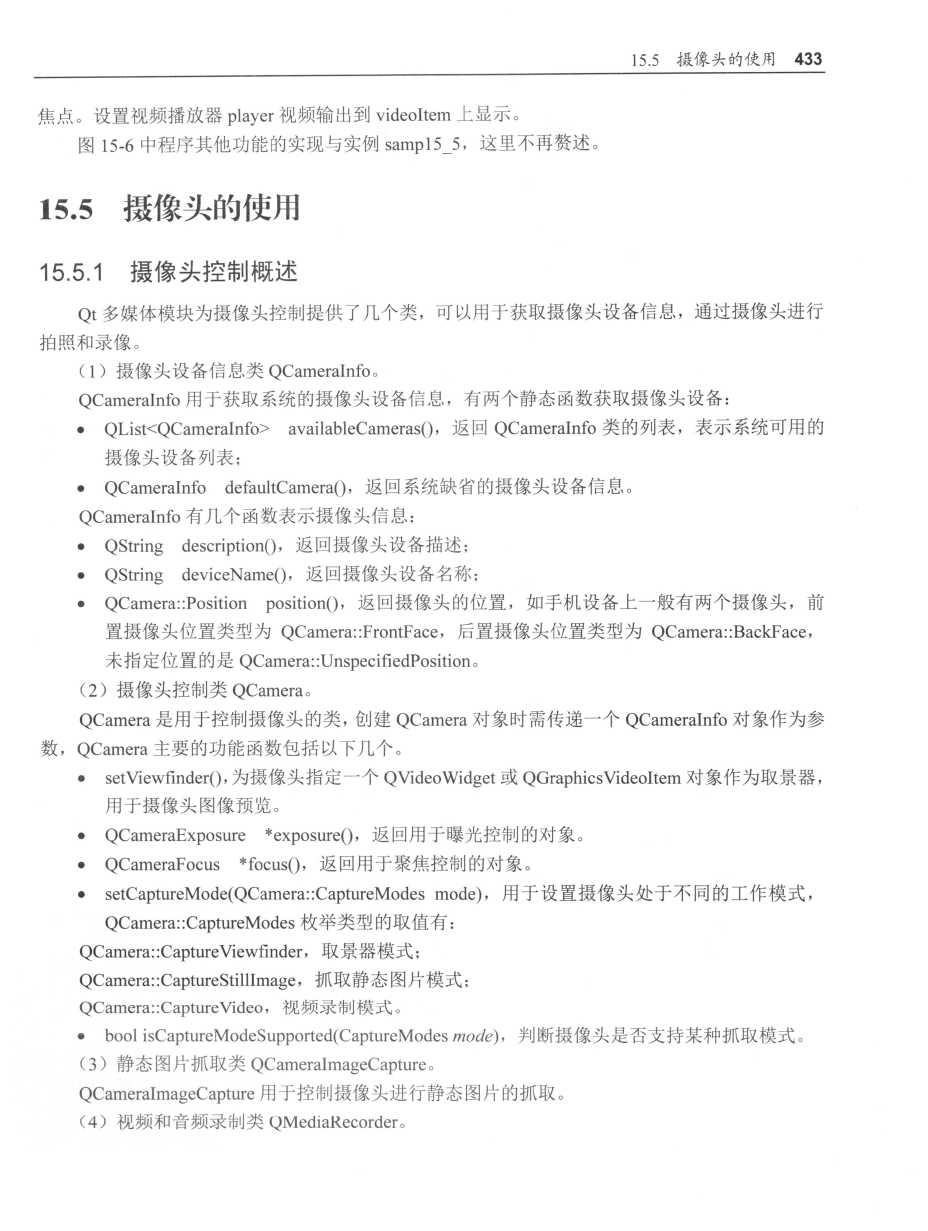 15.5 摄像头的使用 433
焦点。设置视频播放器 player 视频输出到 videoItem 上显示。
图 15-6 中程序其他功能的实现与实例 samp15_5，这里不再赘述。
15.5 摄像头的使用
15.5.1 摄像头控制概述
Qt 多媒体模块为摄像头控制提供了几个类，可以用于获取摄像头设备信息，通过摄像头进行
拍照和录像。
（1）摄像头设备信息类 QCameraInfo。
QCameraInfo 用于获取系统的摄像头设备信息，有两个静态函数获取摄像头设备：
● QList<QCameraInfo> availableCameras()，返回 QCameraInfo 类的列表，表示系统可用的
摄像头设备列表；
● QCameraInfo defaultCamera()，返回系统缺省的摄像头设备信息。
QCameraInfo 有几个函数表示摄像头信息：
● QString description()，返回摄像头设备描述；
● QString deviceName()，返回摄像头设备名称；
● QCamera::Position position()，返回摄像头的位置，如手机设备上一般有两个摄像头，前
置摄像头位置类型为 QCamera::FrontFace，后置摄像头位置类型为 QCamera::BackFace，
未指定位置的是 QCamera::UnspecifiedPosition。
（2）摄像头控制类 QCamera。
QCamera 是用于控制摄像头的类，创建 QCamera 对象时需传递一个 QCameraInfo 对象作为参
数，QCamera 主要的功能函数包括以下几个。
● setViewfinder()，为摄像头指定一个 QVideoWidget 或 QGraphicsVideoItem 对象作为取景器，
用于摄像头图像预览。
● QCameraExposure *exposure()，返回用于曝光控制的对象。
● QCameraFocus *focus()，返回用于聚焦控制的对象。
● setCaptureMode(QCamera::CaptureModes mode)，用于设置摄像头处于不同的工作模式，
QCamera::CaptureModes 枚举类型的取值有：
QCamera::CaptureViewfinder，取景器模式；
QCamera::CaptureStillImage，抓取静态图片模式；
QCamera::CaptureVideo，视频录制模式。
● bool isCaptureModeSupported(CaptureModes mode)，判断摄像头是否支持某种抓取模式。
（3）静态图片抓取类 QCameraImageCapture。
QCameraImageCapture 用于控制摄像头进行静态图片的抓取。
（4）视频和音频录制类 QMediaRecorder。